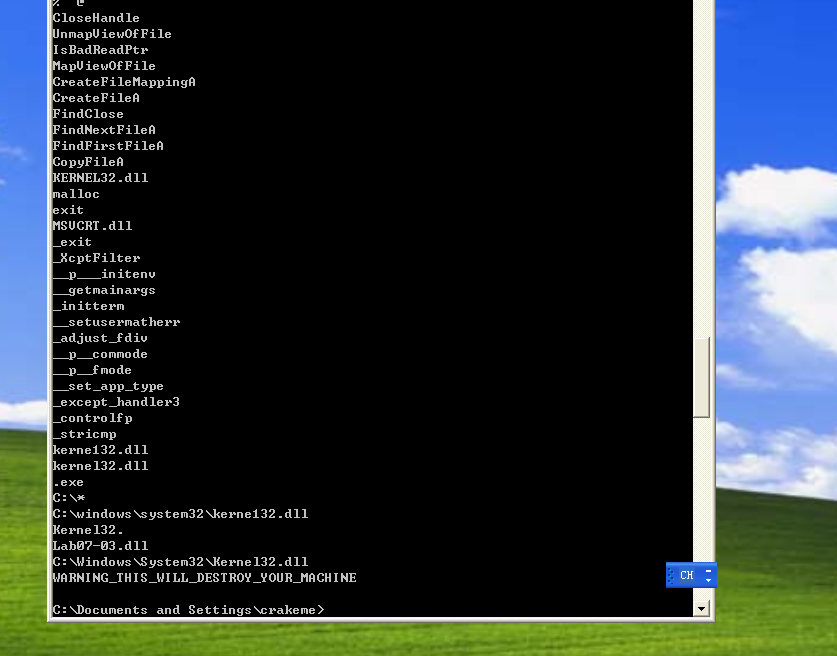 % @
CloseHandle
UnmapViewOfFile
IsBadReadPtr
MapViewOfFile
CreateFileMappingA
CreateFileA
FindClose
FindNextFileA
FindFirstFileA
CopyFileA
KERNEL32.dll
malloc
exit
MSVCRT.dll
_exit
_XcptFilter
__p___initenv
__getmainargs
_initterm
__setusermatherr
_adjust_fdiv
__p__commode
__p__fmode
__set_app_type
_except_handler3
_controlfp
_stricmp
kerne132.dll
kernel32.dll
.exe
C:\*
C:\windows\system32\kerne132.dll
Kernel32.
Lab07-03.dll
C:\Windows\System32\Kernel32.dll
WARNING_THIS_WILL_DESTROY_YOUR_MACHINE
CH
C:\Documents and Settings\crakeme>